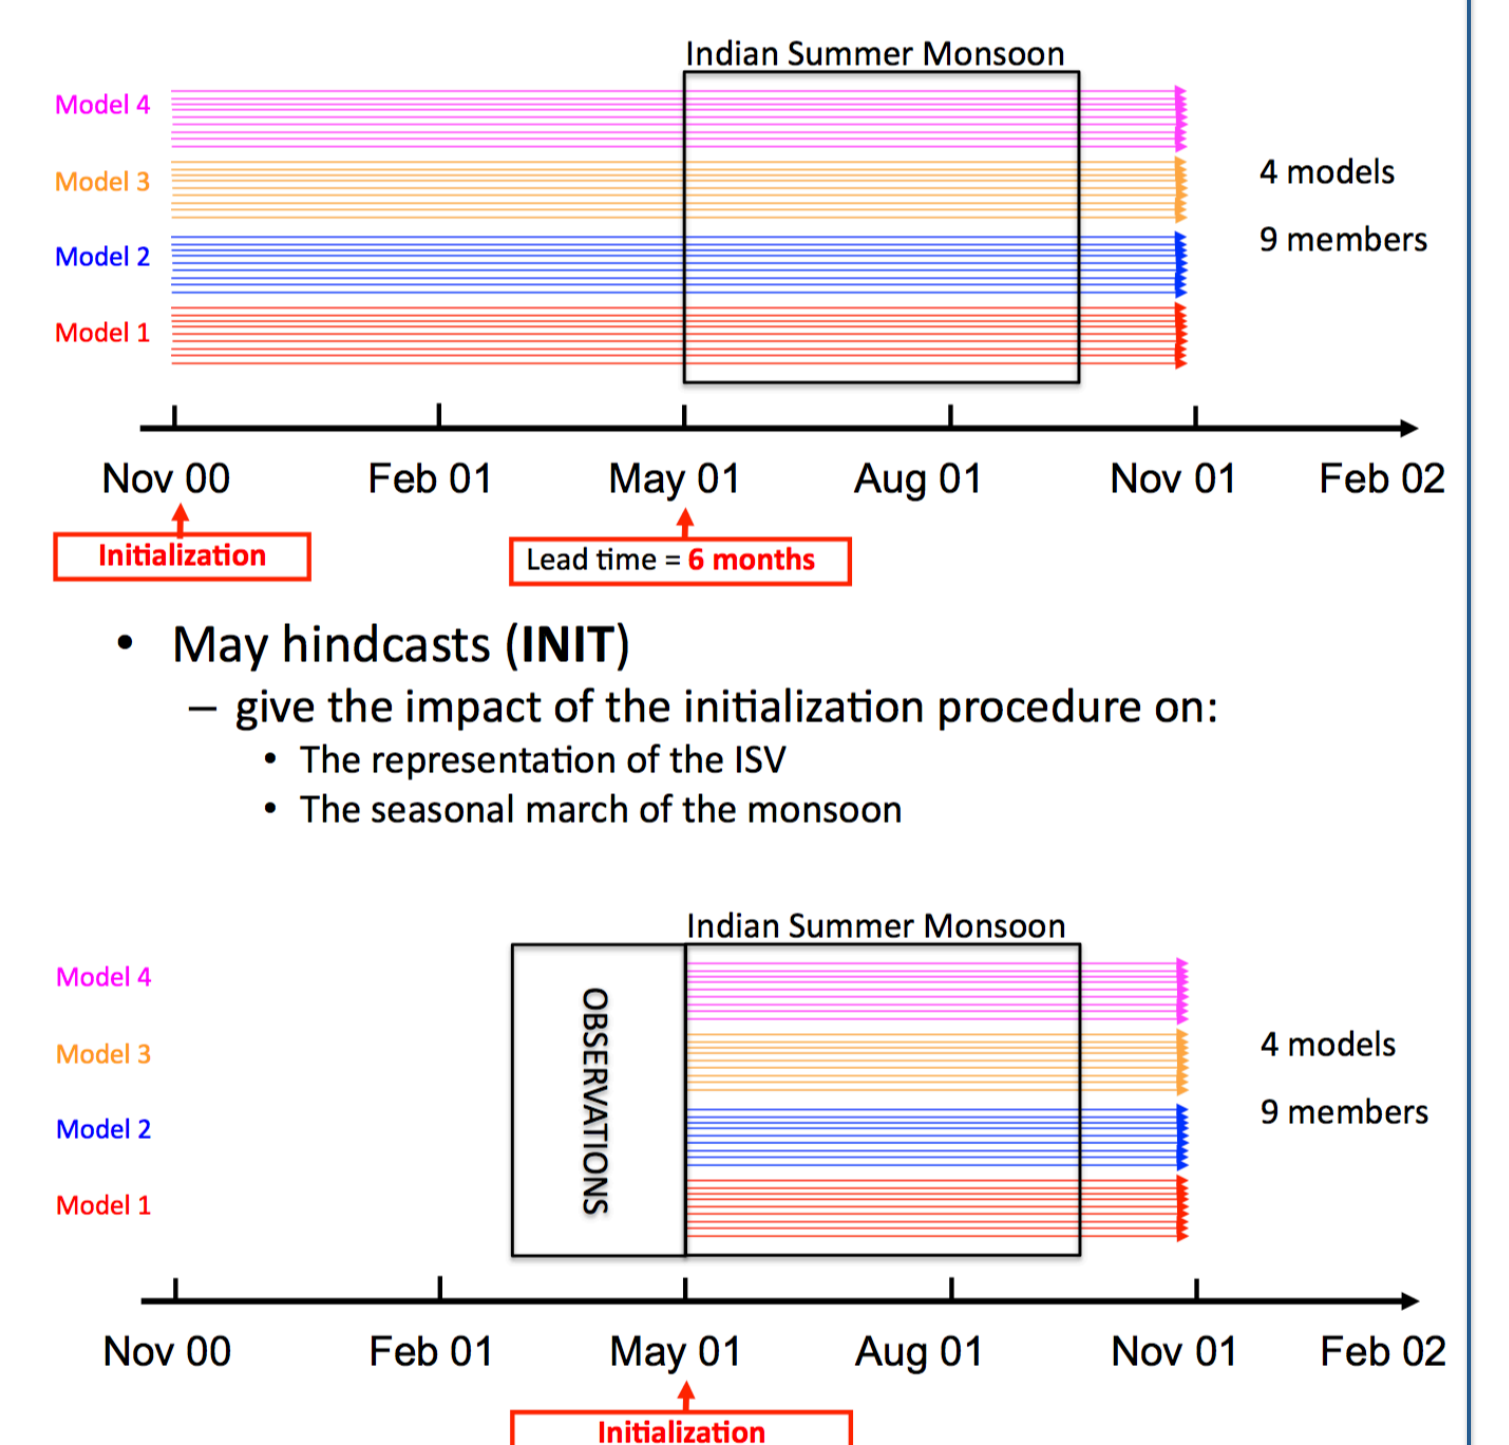 Indian Summer Monsoon
Model 4
Model 3
Model 2
Model 1
4 models
9 members
Nov 00 Feb 01 May 01 Aug 01 Nov 01 Feb 02
Initialization
Lead time = 6 months
• May hindcasts (INIT)
– give the impact of the initialization procedure on:
• The representation of the ISV
• The seasonal march of the monsoon
Indian Summer Monsoon
OBSERVATIONS
Model 4
Model 3
Model 2
Model 1
4 models
9 members
Nov 00 Feb 01 May 01 Aug 01 Nov 01 Feb 02
Initialization